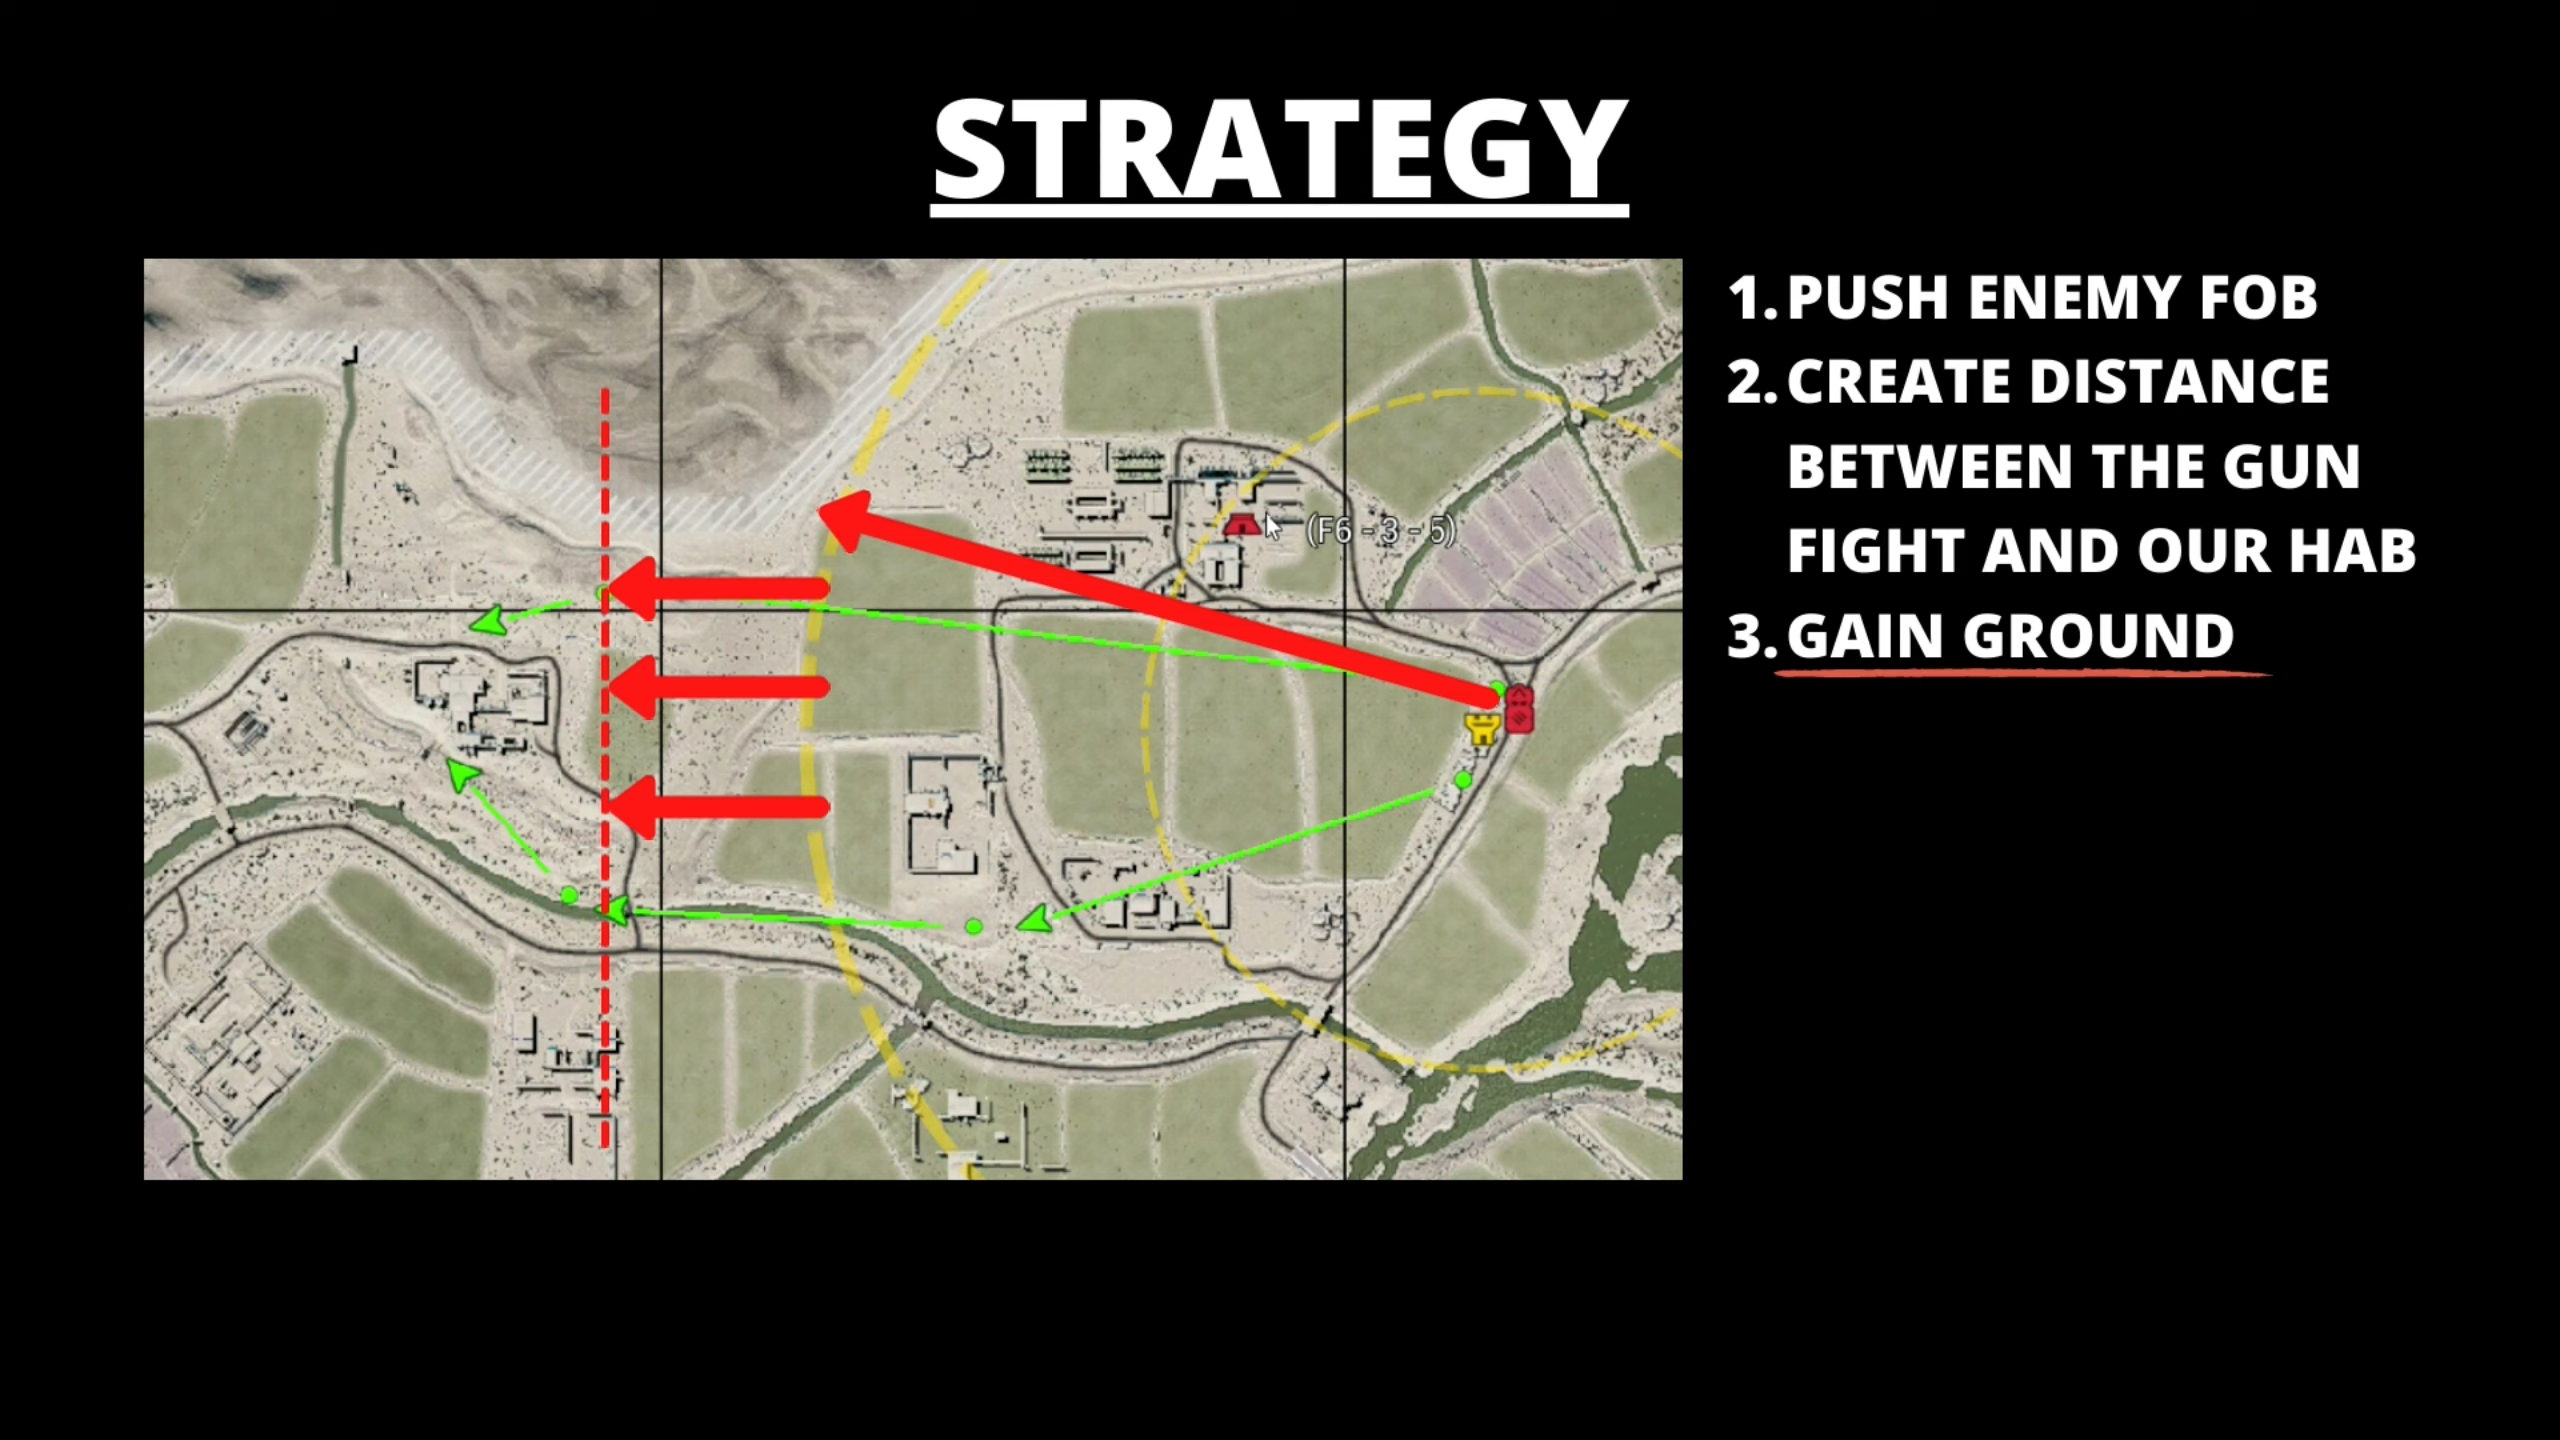 STRATEGY
1. PUSH ENEMY FOB
2. CREATE DISTANCE
BETWEEN THE GUN
FIGHT AND OUR HAB
3. GAIN GROUND
(F6 - 3 - 5)